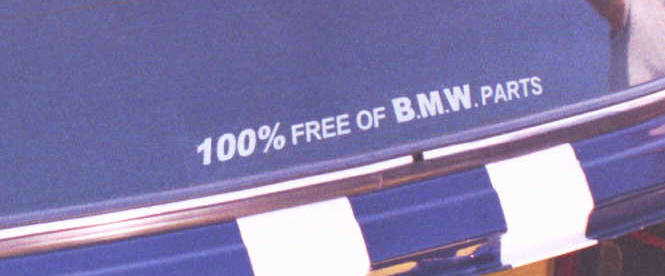 100% FREE OF B.M.W. PARTS